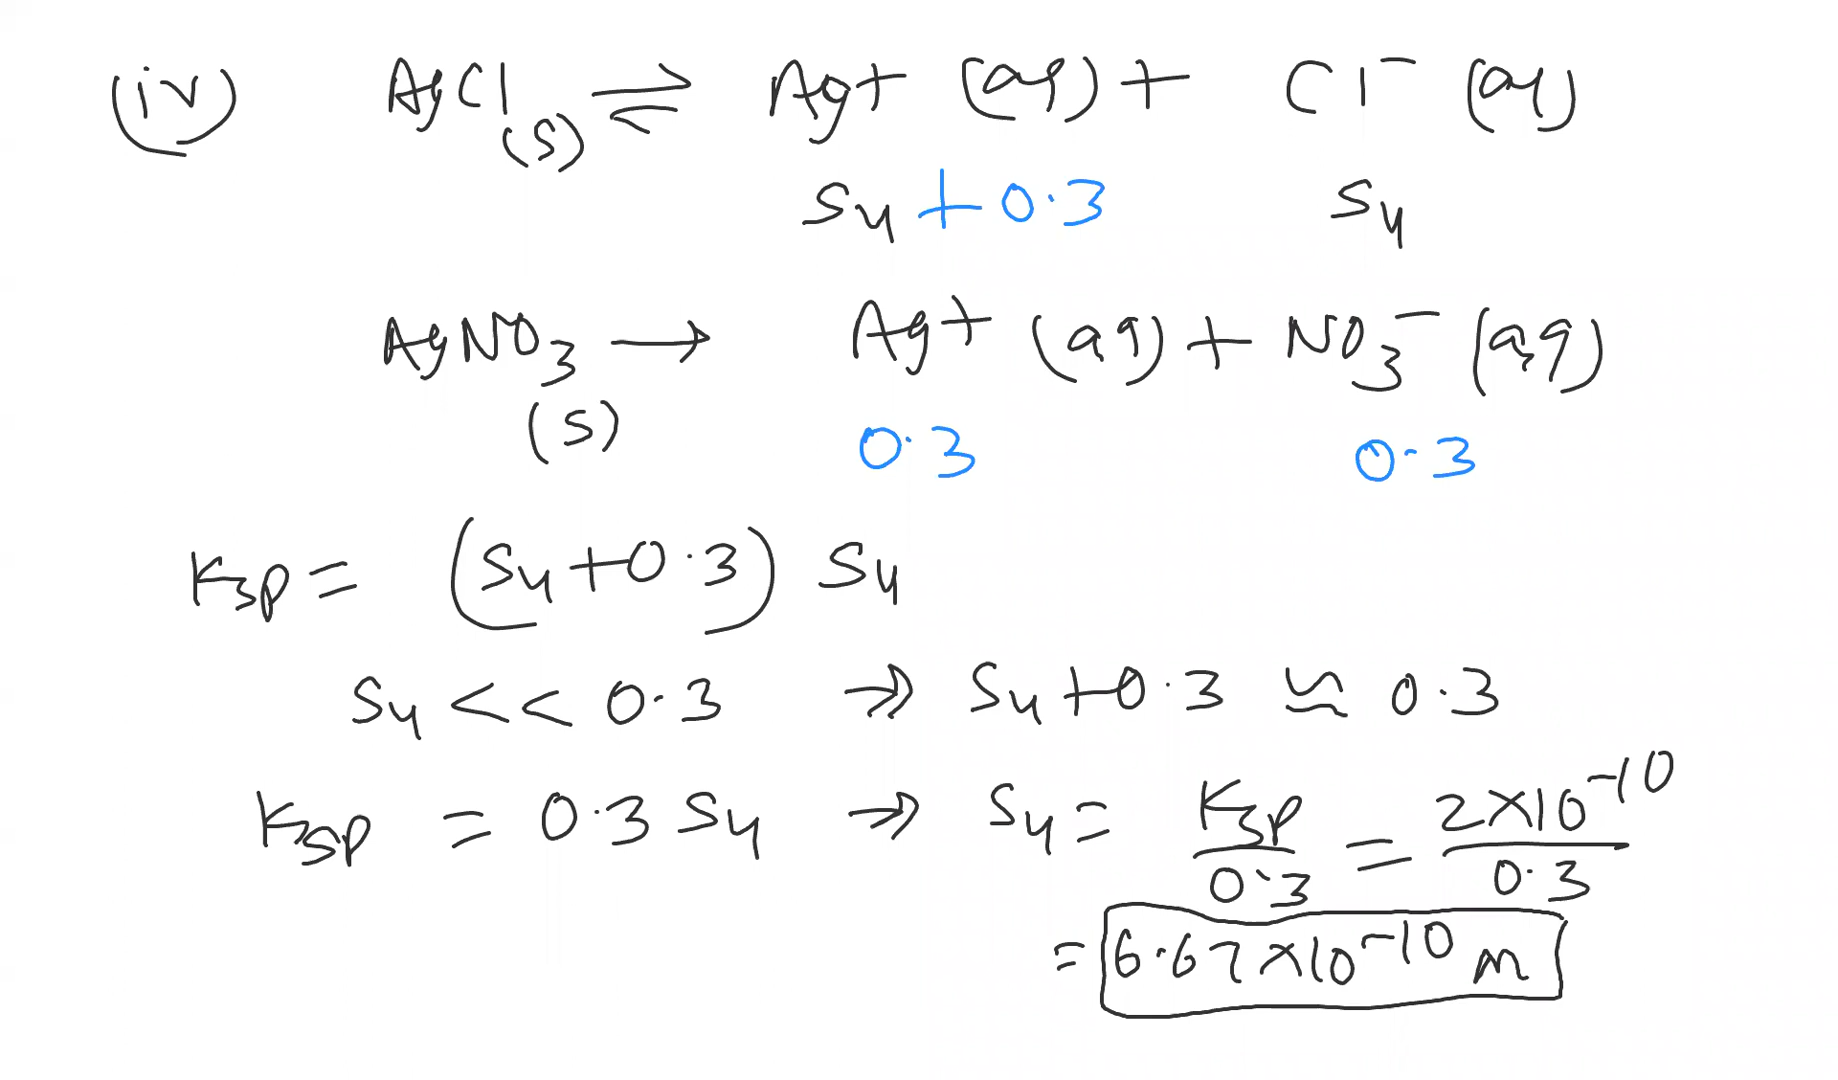 (iv) AgCl(s) ⇌ Ag+ (aq) + Cl⁻ (aq)
S₄ + 0.3 S₄
AgNO₃(s) → Ag+ (aq) + NO₃⁻ (aq)
0.3 0.3
Ksp = (S₄+0.3) S₄
S₄ << 0.3 ⇒ S₄+0.3 ≃ 0.3
Ksp = 0.3 S₄ ⇒ S₄ = Ksp/0.3 = 2×10⁻¹⁰/0.3
= 6.67×10⁻¹⁰ m